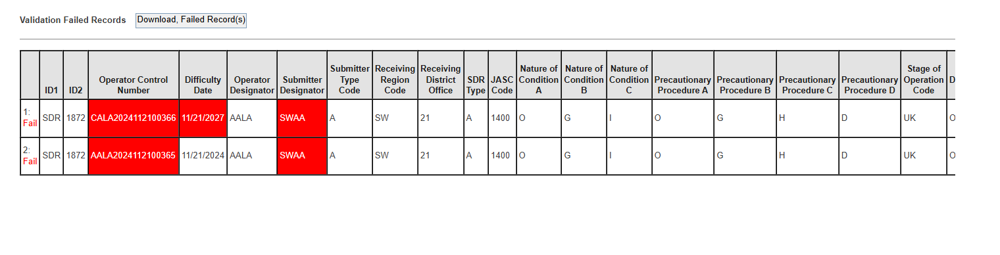 Validation Failed Records Download, Failed Record(s)
ID1 ID2 Operator Control Number Difficulty Date Operator Designator Submitter Designator Submitter Type Code Receiving Region Code Receiving District Office SDR Type JASC Code Nature of Condition A Nature of Condition B Nature of Condition C Precautionary Procedure A Precautionary Procedure B Precautionary Procedure C Precautionary Procedure D Stage of Operation Code D
1: Fail SDR 1872 CALA2024112100366 11/21/2027 AALA SWAA A SW 21 A 1400 O G I O G H D UK O
2: Fail SDR 1872 AALA2024112100365 11/21/2024 AALA SWAA A SW 21 A 1400 O G I O G H D UK O